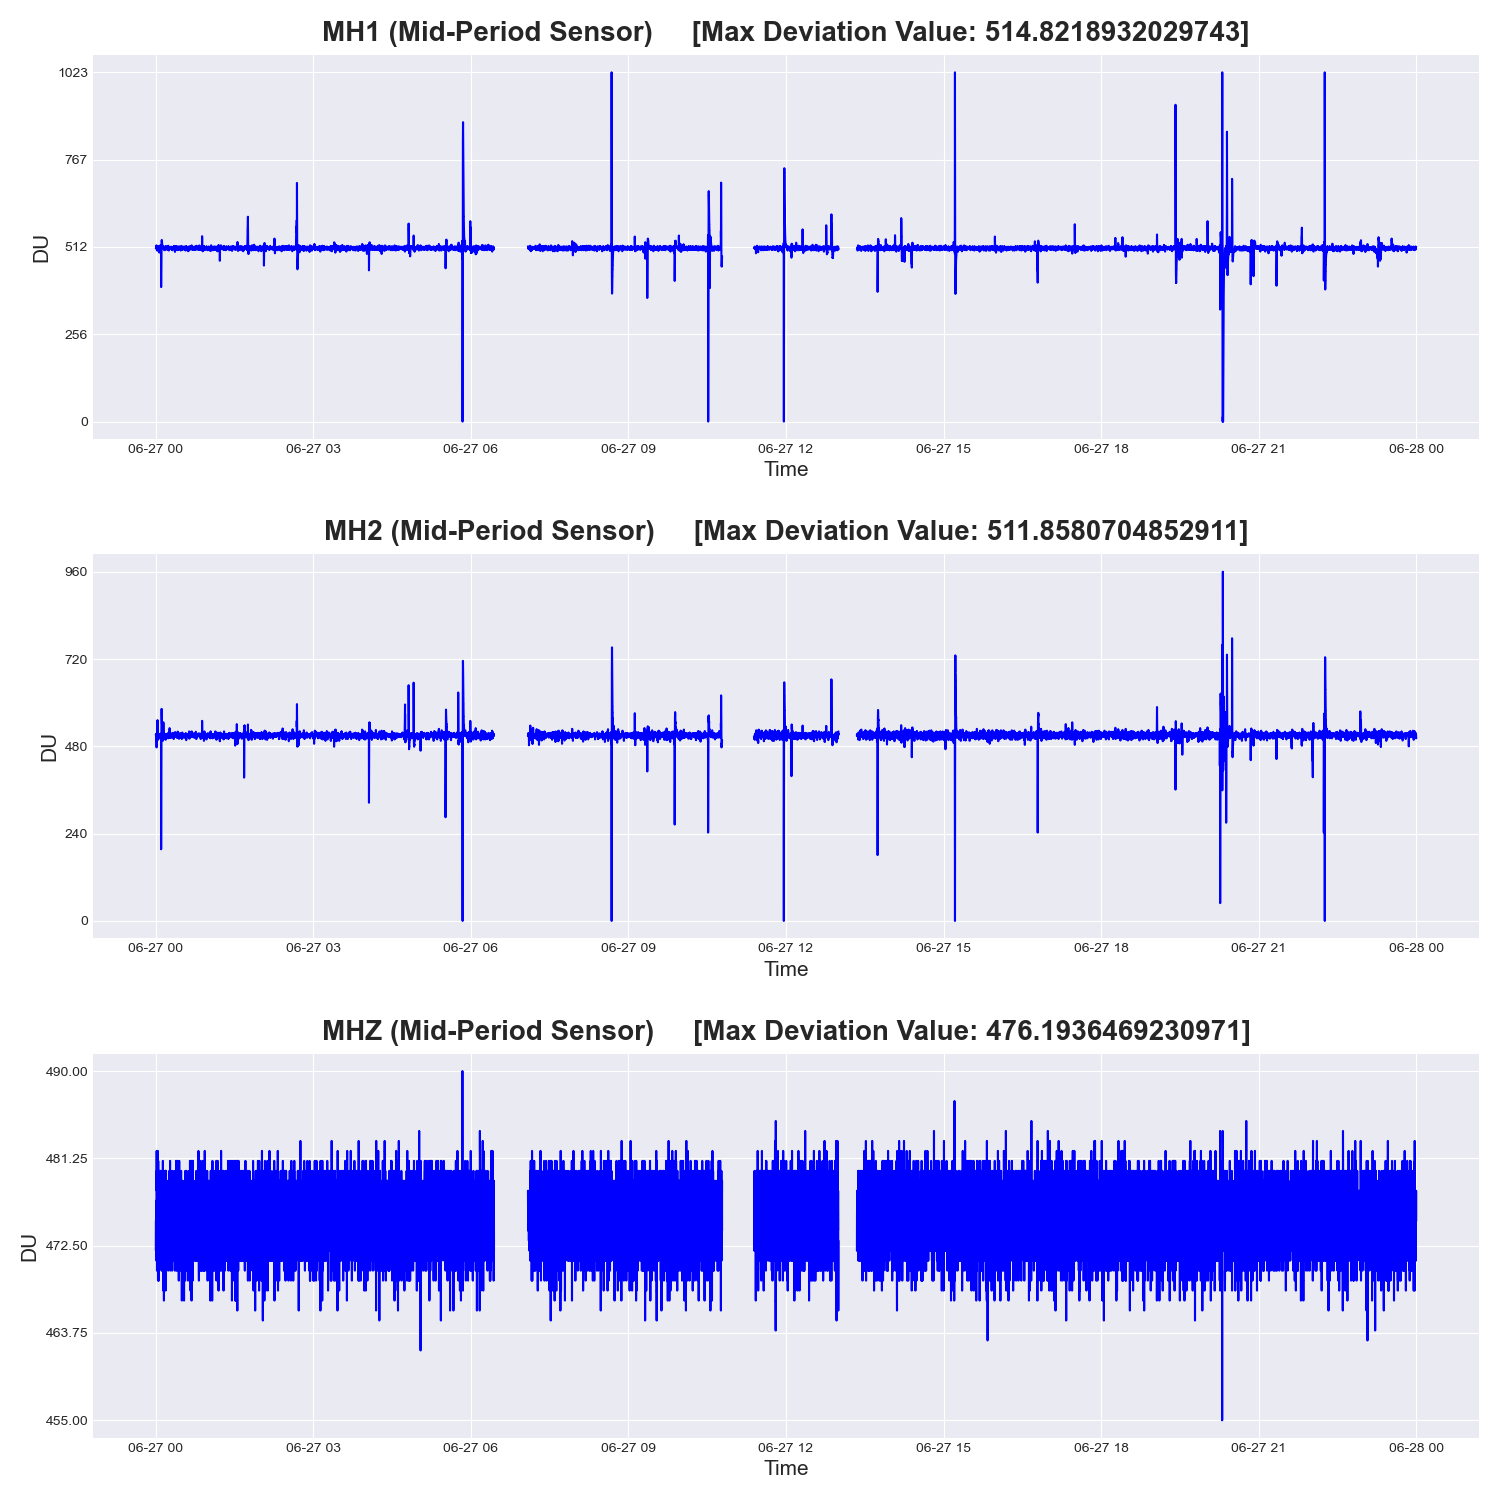 MH1 (Mid-Period Sensor)     [Max Deviation Value: 514.8218932029743]
1023
767
512
256
0
DU
06-27 00 06-27 03 06-27 06 06-27 09 06-27 12 06-27 15 06-27 18 06-27 21 06-28 00
Time
MH2 (Mid-Period Sensor)     [Max Deviation Value: 511.8580704852911]
960
720
480
240
0
DU
06-27 00 06-27 03 06-27 06 06-27 09 06-27 12 06-27 15 06-27 18 06-27 21 06-28 00
Time
MHZ (Mid-Period Sensor)     [Max Deviation Value: 476.1936469230971]
490.00
481.25
472.50
463.75
455.00
DU
06-27 00 06-27 03 06-27 06 06-27 09 06-27 12 06-27 15 06-27 18 06-27 21 06-28 00
Time